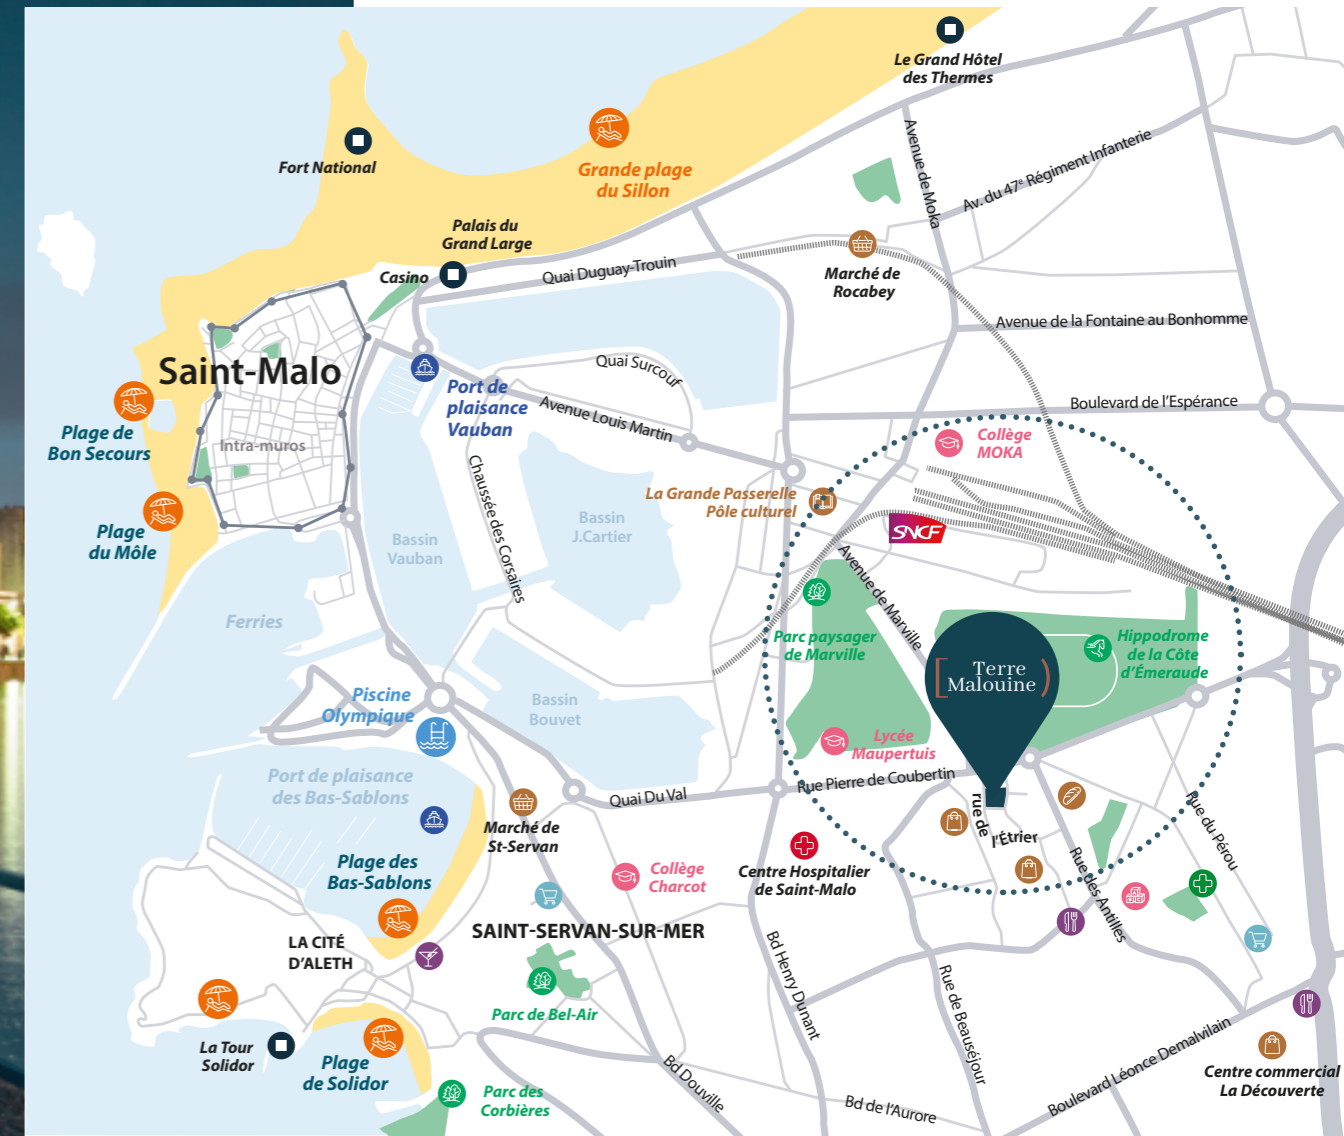 Le Grand Hôtel
des Thermes
Fort National
Grande plage
du Sillon
Avenue de Moka
Av. du 47e Régiment Infanterie
Palais du
Grand Large
Casino
Quai Duguay-Trouin
Marché de
Rocabey
Avenue de la Fontaine au Bonhomme
Saint-Malo
Quai Surcouf
Port de
plaisance
Vauban
Avenue Louis Martin
Boulevard de l'Espérance
Plage de
Bon Secours
Intra-muros
Collège
MOKA
Chaussée des Corsaires
La Grande Passerelle
Pôle culturel
Plage
du Môle
Bassin
Vauban
Bassin
J.Cartier
SNCF
Avenue de Marville
Ferries
Parc paysager
de Marville
Hippodrome
de la Côte
d'Émeraude
Terre
Malouine
Piscine
Olympique
Bassin
Bouvet
Lycée
Maupertuis
Port de plaisance
des Bas-Sablons
Quai Du Val
Rue Pierre de Coubertin
rue de
l'Étrier
Rue du Pérou
Marché de
St-Servan
Plage des
Bas-Sablons
Collège
Charcot
Centre Hospitalier
de Saint-Malo
Rue des Antilles
SAINT-SERVAN-SUR-MER
LA CITÉ
D'ALETH
Bd Henry Dunant
Rue de Beauséjour
Parc de Bel-Air
La Tour
Solidor
Plage
de Solidor
Bd Douville
Boulevard Léonce Demalvilain
Centre commercial
La Découverte
Parc des
Corbières
Bd de l'Aurore